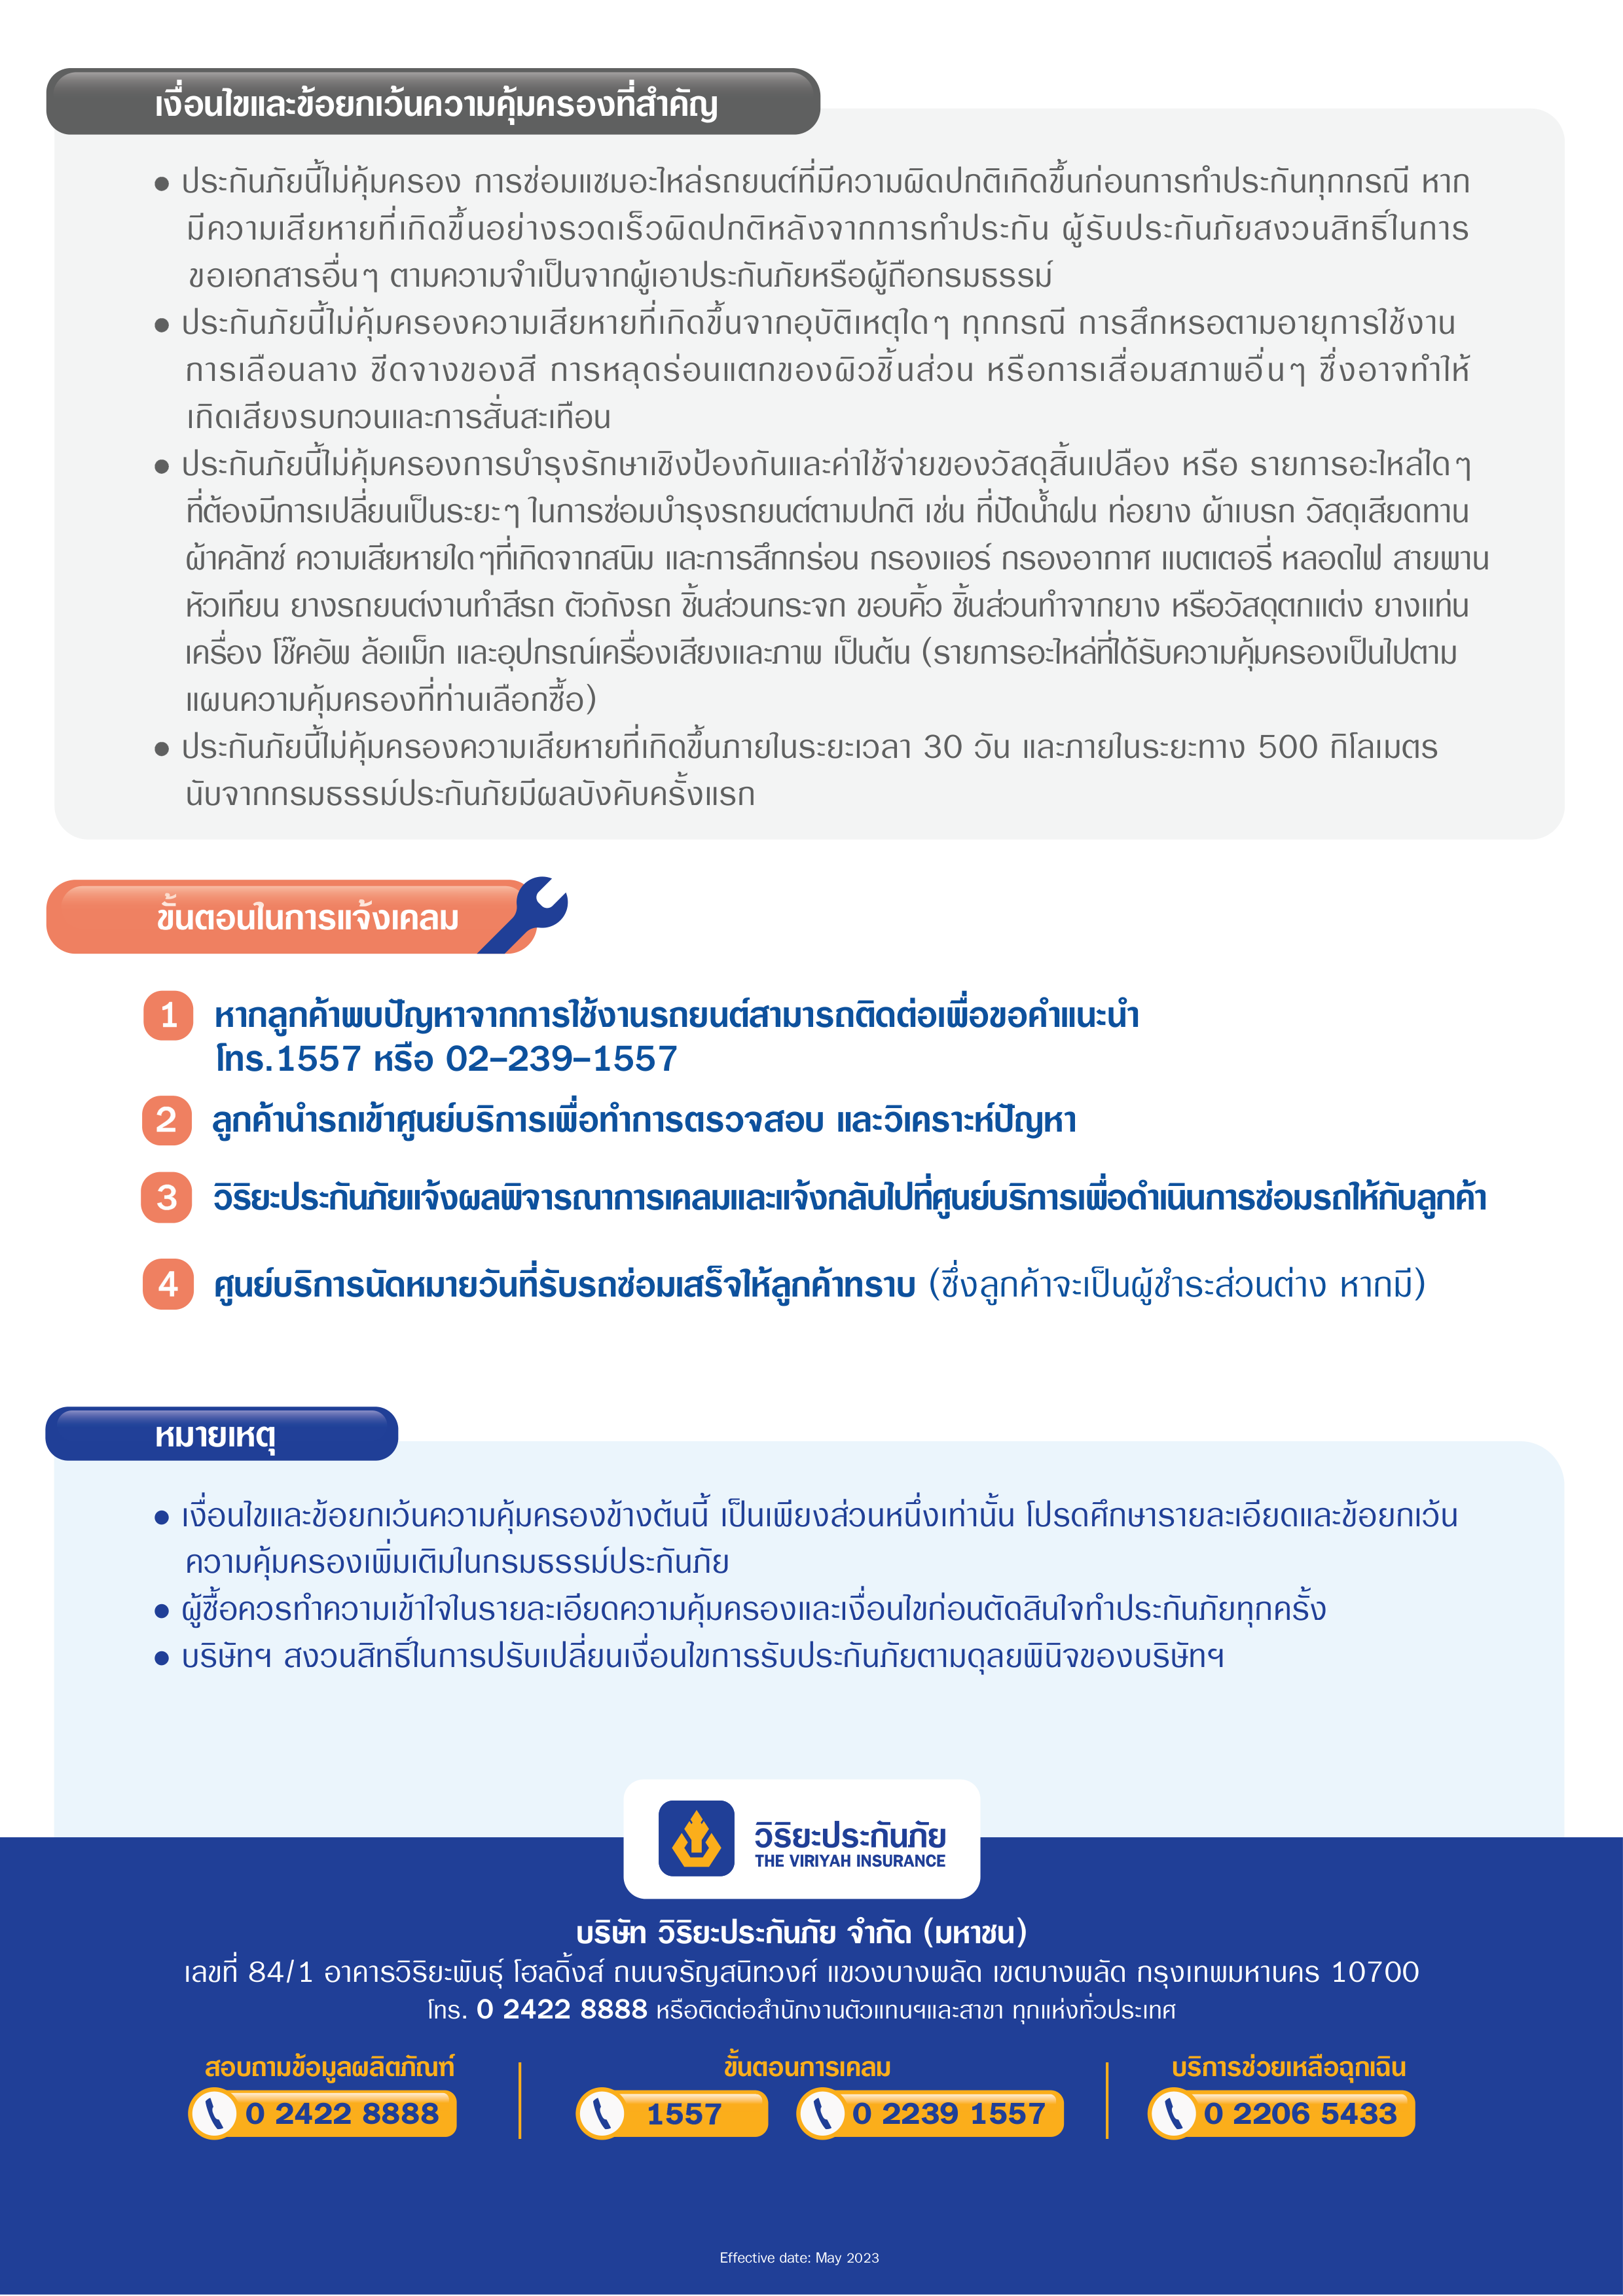 เงื่อนไขและข้อยกเว้นความคุ้มครองที่สำคัญ
● ประกันภัยนี้ไม่คุ้มครอง การซ่อมแซมอะไหล่รถยนต์ที่มีความผิดปกติเกิดขึ้นก่อนการทำประกันทุกกรณี หาก
มีความเสียหายที่เกิดขึ้นอย่างรวดเร็วผิดปกติหลังจากการทำประกัน ผู้รับประกันภัยสงวนสิทธิ์ในการ
ขอเอกสารอื่นๆ ตามความจำเป็นจากผู้เอาประกันภัยหรือผู้ถือกรมธรรม์
● ประกันภัยนี้ไม่คุ้มครองความเสียหายที่เกิดขึ้นจากอุบัติเหตุใดๆ ทุกกรณี การสึกหรอตามอายุการใช้งาน
การเลือนลาง ซีดจางของสี การหลุดร่อนแตกของผิวชิ้นส่วน หรือการเสื่อมสภาพอื่นๆ ซึ่งอาจทำให้
เกิดเสียงรบกวนและการสั่นสะเทือน
● ประกันภัยนี้ไม่คุ้มครองการบำรุงรักษาเชิงป้องกันและค่าใช้จ่ายของวัสดุสิ้นเปลือง หรือ รายการอะไหล่ใดๆ
ที่ต้องมีการเปลี่ยนเป็นระยะๆ ในการซ่อมบำรุงรถยนต์ตามปกติ เช่น ที่ปัดน้ำฝน ท่อยาง ผ้าเบรก วัสดุเสียดทาน
ผ้าคลัทซ์ ความเสียหายใดๆที่เกิดจากสนิม และการสึกกร่อน กรองแอร์ กรองอากาศ แบตเตอรี่ หลอดไฟ สายพาน
หัวเทียน ยางรถยนต์งานทำสีรถ ตัวถังรถ ชิ้นส่วนกระจก ขอบคิ้ว ชิ้นส่วนทำจากยาง หรือวัสดุตกแต่ง ยางแท่น
เครื่อง โช๊คอัพ ล้อแม็ก และอุปกรณ์เครื่องเสียงและภาพ เป็นต้น (รายการอะไหล่ที่ได้รับความคุ้มครองเป็นไปตาม
แผนความคุ้มครองที่ท่านเลือกซื้อ)
● ประกันภัยนี้ไม่คุ้มครองความเสียหายที่เกิดขึ้นภายในระยะเวลา 30 วัน และภายในระยะทาง 500 กิโลเมตร
นับจากกรมธรรม์ประกันภัยมีผลบังคับครั้งแรก
ขั้นตอนในการแจ้งเคลม
1 หากลูกค้าพบปัญหาจากการใช้งานรถยนต์สามารถติดต่อเพื่อขอคำแนะนำ
โทร.1557 หรือ 02-239-1557
2 ลูกค้านำรถเข้าศูนย์บริการเพื่อทำการตรวจสอบ และวิเคราะห์ปัญหา
3 วิริยะประกันภัยแจ้งผลพิจารณาการเคลมและแจ้งกลับไปที่ศูนย์บริการเพื่อดำเนินการซ่อมรถให้กับลูกค้า
4 ศูนย์บริการนัดหมายวันที่รับรถซ่อมเสร็จให้ลูกค้าทราบ (ซึ่งลูกค้าจะเป็นผู้ชำระส่วนต่าง หากมี)
หมายเหตุ
● เงื่อนไขและข้อยกเว้นความคุ้มครองข้างต้นนี้ เป็นเพียงส่วนหนึ่งเท่านั้น โปรดศึกษารายละเอียดและข้อยกเว้น
ความคุ้มครองเพิ่มเติมในกรมธรรม์ประกันภัย
● ผู้ซื้อควรทำความเข้าใจในรายละเอียดความคุ้มครองและเงื่อนไขก่อนตัดสินใจทำประกันภัยทุกครั้ง
● บริษัทฯ สงวนสิทธิ์ในการปรับเปลี่ยนเงื่อนไขการรับประกันภัยตามดุลยพินิจของบริษัทฯ
วิริยะประกันภัย
THE VIRIYAH INSURANCE
บริษัท วิริยะประกันภัย จำกัด (มหาชน)
เลขที่ 84/1 อาคารวิริยะพันธุ์ โฮลดิ้งส์ ถนนจรัญสนิทวงศ์ แขวงบางพลัด เขตบางพลัด กรุงเทพมหานคร 10700
โทร. 0 2422 8888 หรือติดต่อสำนักงานตัวแทนฯและสาขา ทุกแห่งทั่วประเทศ
สอบถามข้อมูลผลิตภัณฑ์ ขั้นตอนการเคลม บริการช่วยเหลือฉุกเฉิน
0 2422 8888 1557 0 2239 1557 0 2206 5433
Effective date: May 2023